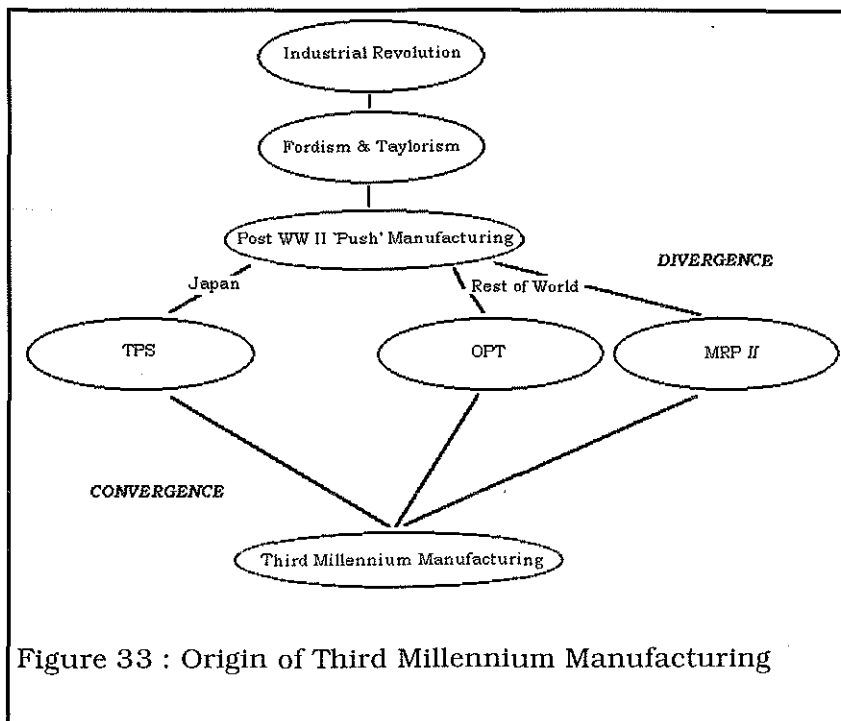 Industrial Revolution
Fordism & Taylorism
Post WW II 'Push' Manufacturing
DIVERGENCE
Japan
Rest of World
TPS
OPT
MRP II
CONVERGENCE
Third Millennium Manufacturing
Figure 33 : Origin of Third Millennium Manufacturing